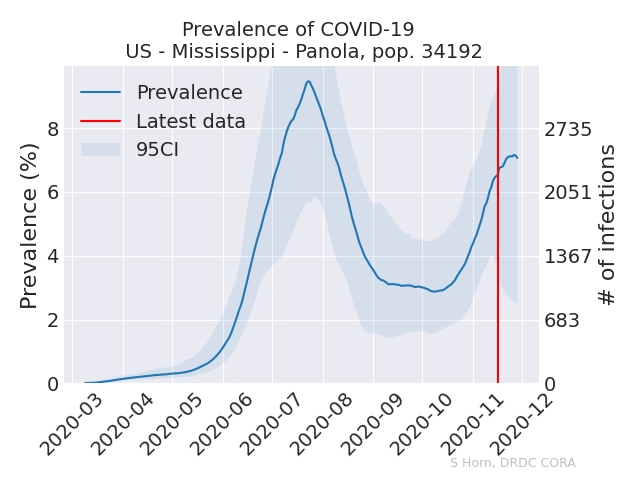 Prevalence of COVID-19
US - Mississippi - Panola, pop. 34192
Prevalence
Latest data
95CI
Prevalence (%)
8
6
4
2
0
2735
2051
1367
683
0
# of infections
2020-03
2020-04
2020-05
2020-06
2020-07
2020-08
2020-09
2020-10
2020-11
2020-12
S Horn, DRDC CORA